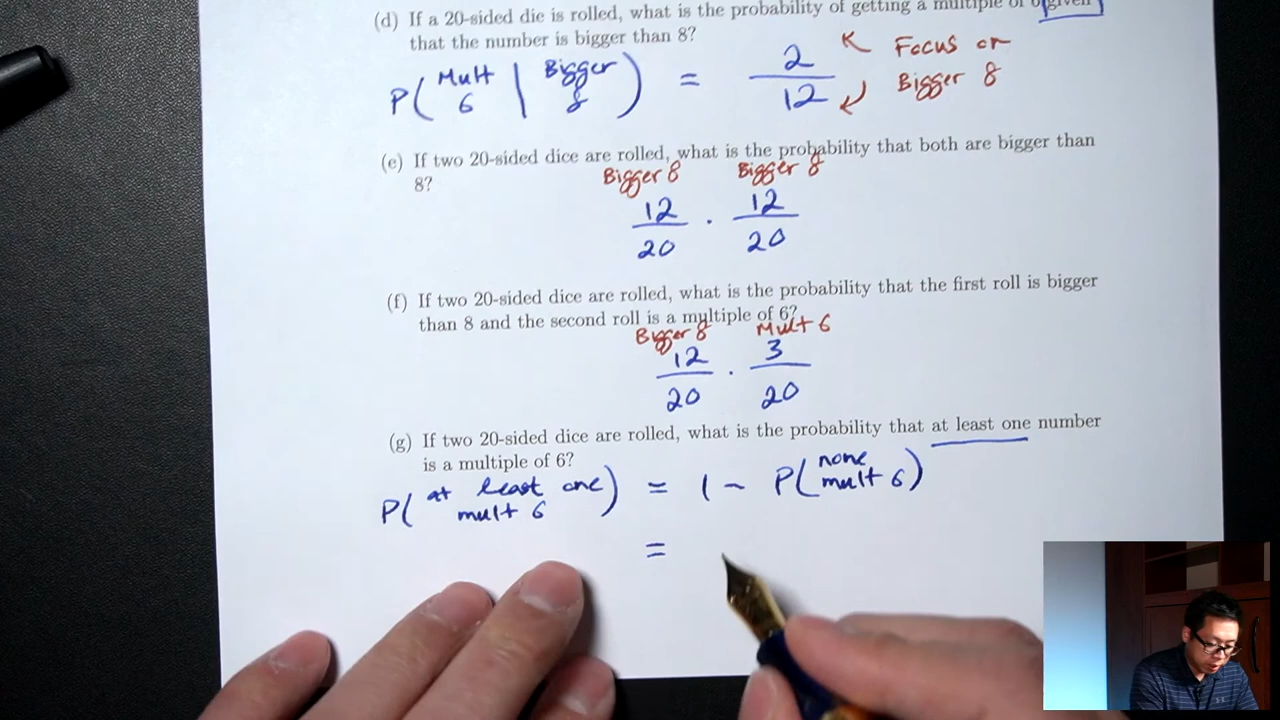 (d) If a 20-sided die is rolled, what is the probability of getting a multiple of 6 given
that the number is bigger than 8?
P( Mult 6 | Bigger 8 ) = 2/12 Focus on Bigger 8
(e) If two 20-sided dice are rolled, what is the probability that both are bigger than
8?
Bigger 8 Bigger 8
12/20 · 12/20
(f) If two 20-sided dice are rolled, what is the probability that the first roll is bigger
than 8 and the second roll is a multiple of 6?
Bigger 8 Mult 6
12/20 · 3/20
(g) If two 20-sided dice are rolled, what is the probability that at least one number
is a multiple of 6?
P( at least one mult 6 ) = 1 - P( none mult 6 )
=